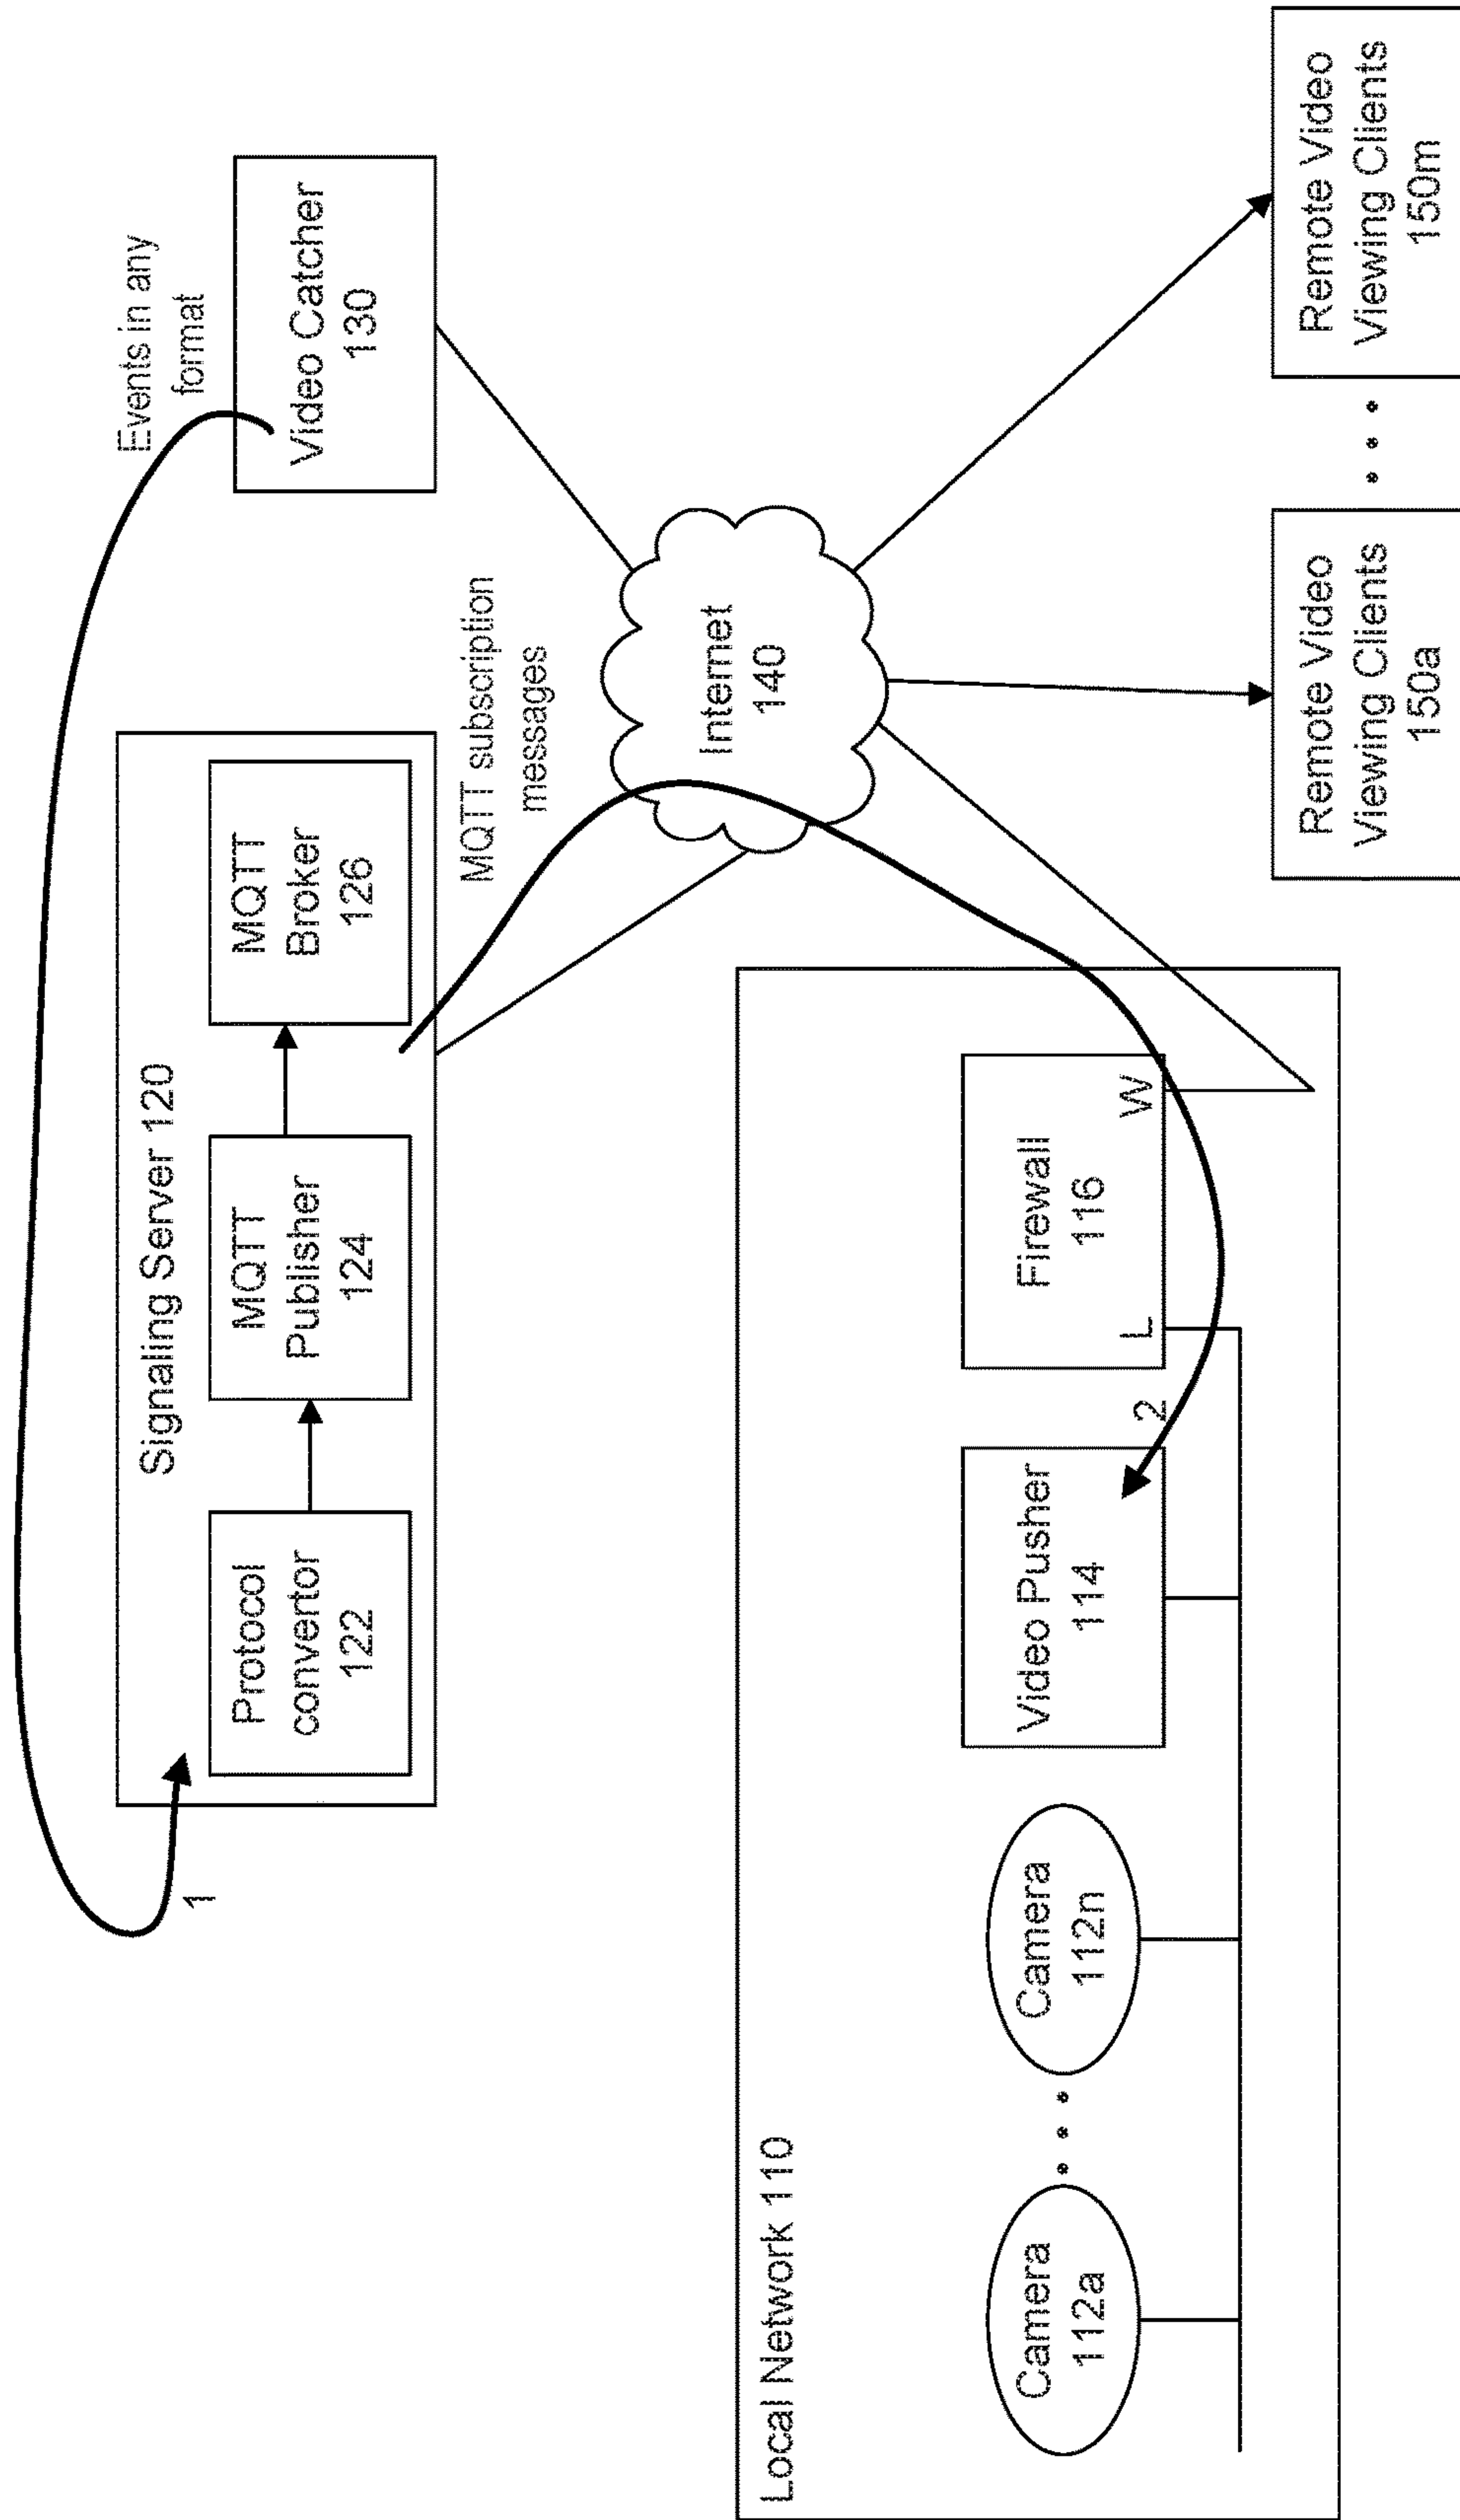 Events in any
format
Signaling Server 120
Protocol
convertor
122
MQTT
Publisher
124
MQTT
Broker
126
Video Catcher
130
1
MQTT subscription
messages
Internet
140
Local Network 110
Camera
112a
Camera
112n
Video Pusher
114
2
Firewall
116
L
W
Remote Video
Viewing Clients
150a
Remote Video
Viewing Clients
150m